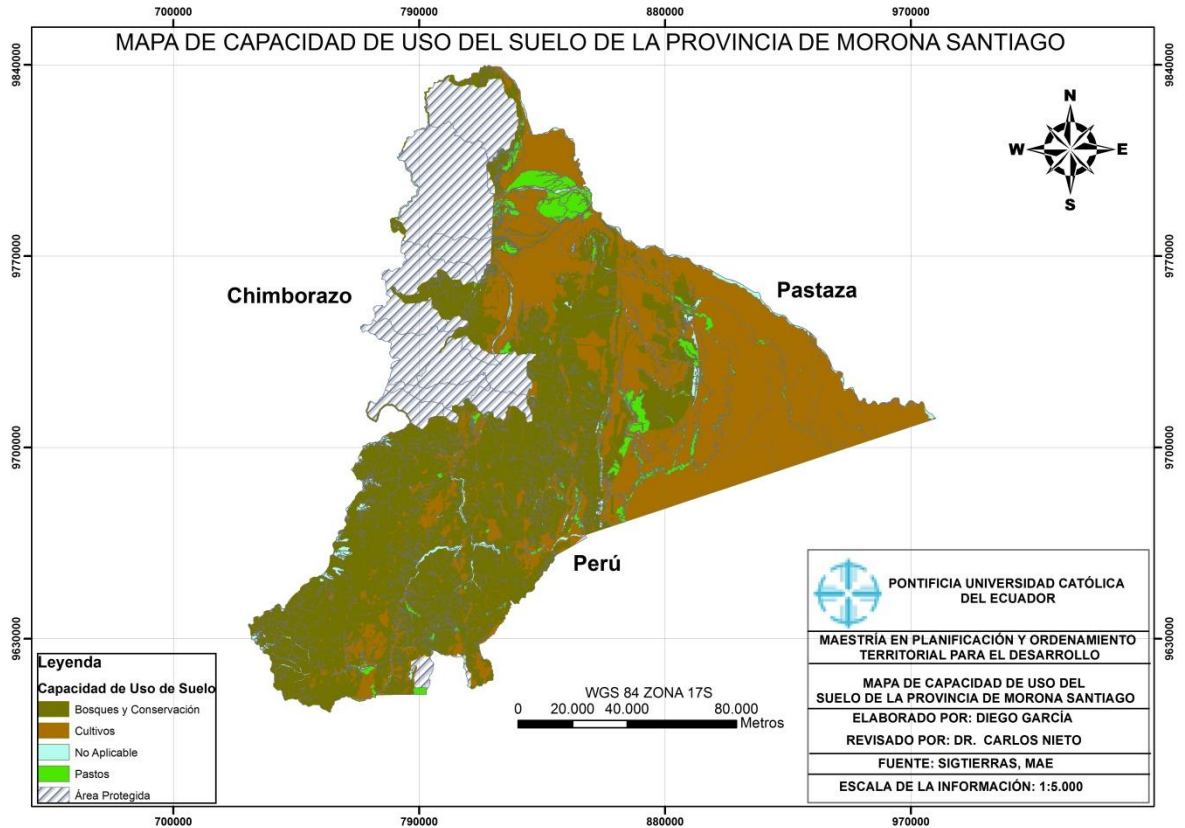 700000 790000 880000 970000
MAPA DE CAPACIDAD DE USO DEL SUELO DE LA PROVINCIA DE MORONA SANTIAGO
9840000 9840000
N
W E
S
9770000 9770000
Chimborazo
Pastaza
9700000 9700000
Perú
9630000 9630000
Leyenda
Capacidad de Uso de Suelo
Bosques y Conservación
Cultivos
No Aplicable
Pastos
Área Protegida
WGS 84 ZONA 17S
0 20.000 40.000 80.000
Metros
PONTIFICIA UNIVERSIDAD CATÓLICA
DEL ECUADOR
MAESTRÍA EN PLANIFICACIÓN Y ORDENAMIENTO
TERRITORIAL PARA EL DESARROLLO
MAPA DE CAPACIDAD DE USO DEL
SUELO DE LA PROVINCIA DE MORONA SANTIAGO
ELABORADO POR: DIEGO GARCÍA
REVISADO POR: DR. CARLOS NIETO
FUENTE: SIGTIERRAS, MAE
ESCALA DE LA INFORMACIÓN: 1:5.000
700000 790000 880000 970000